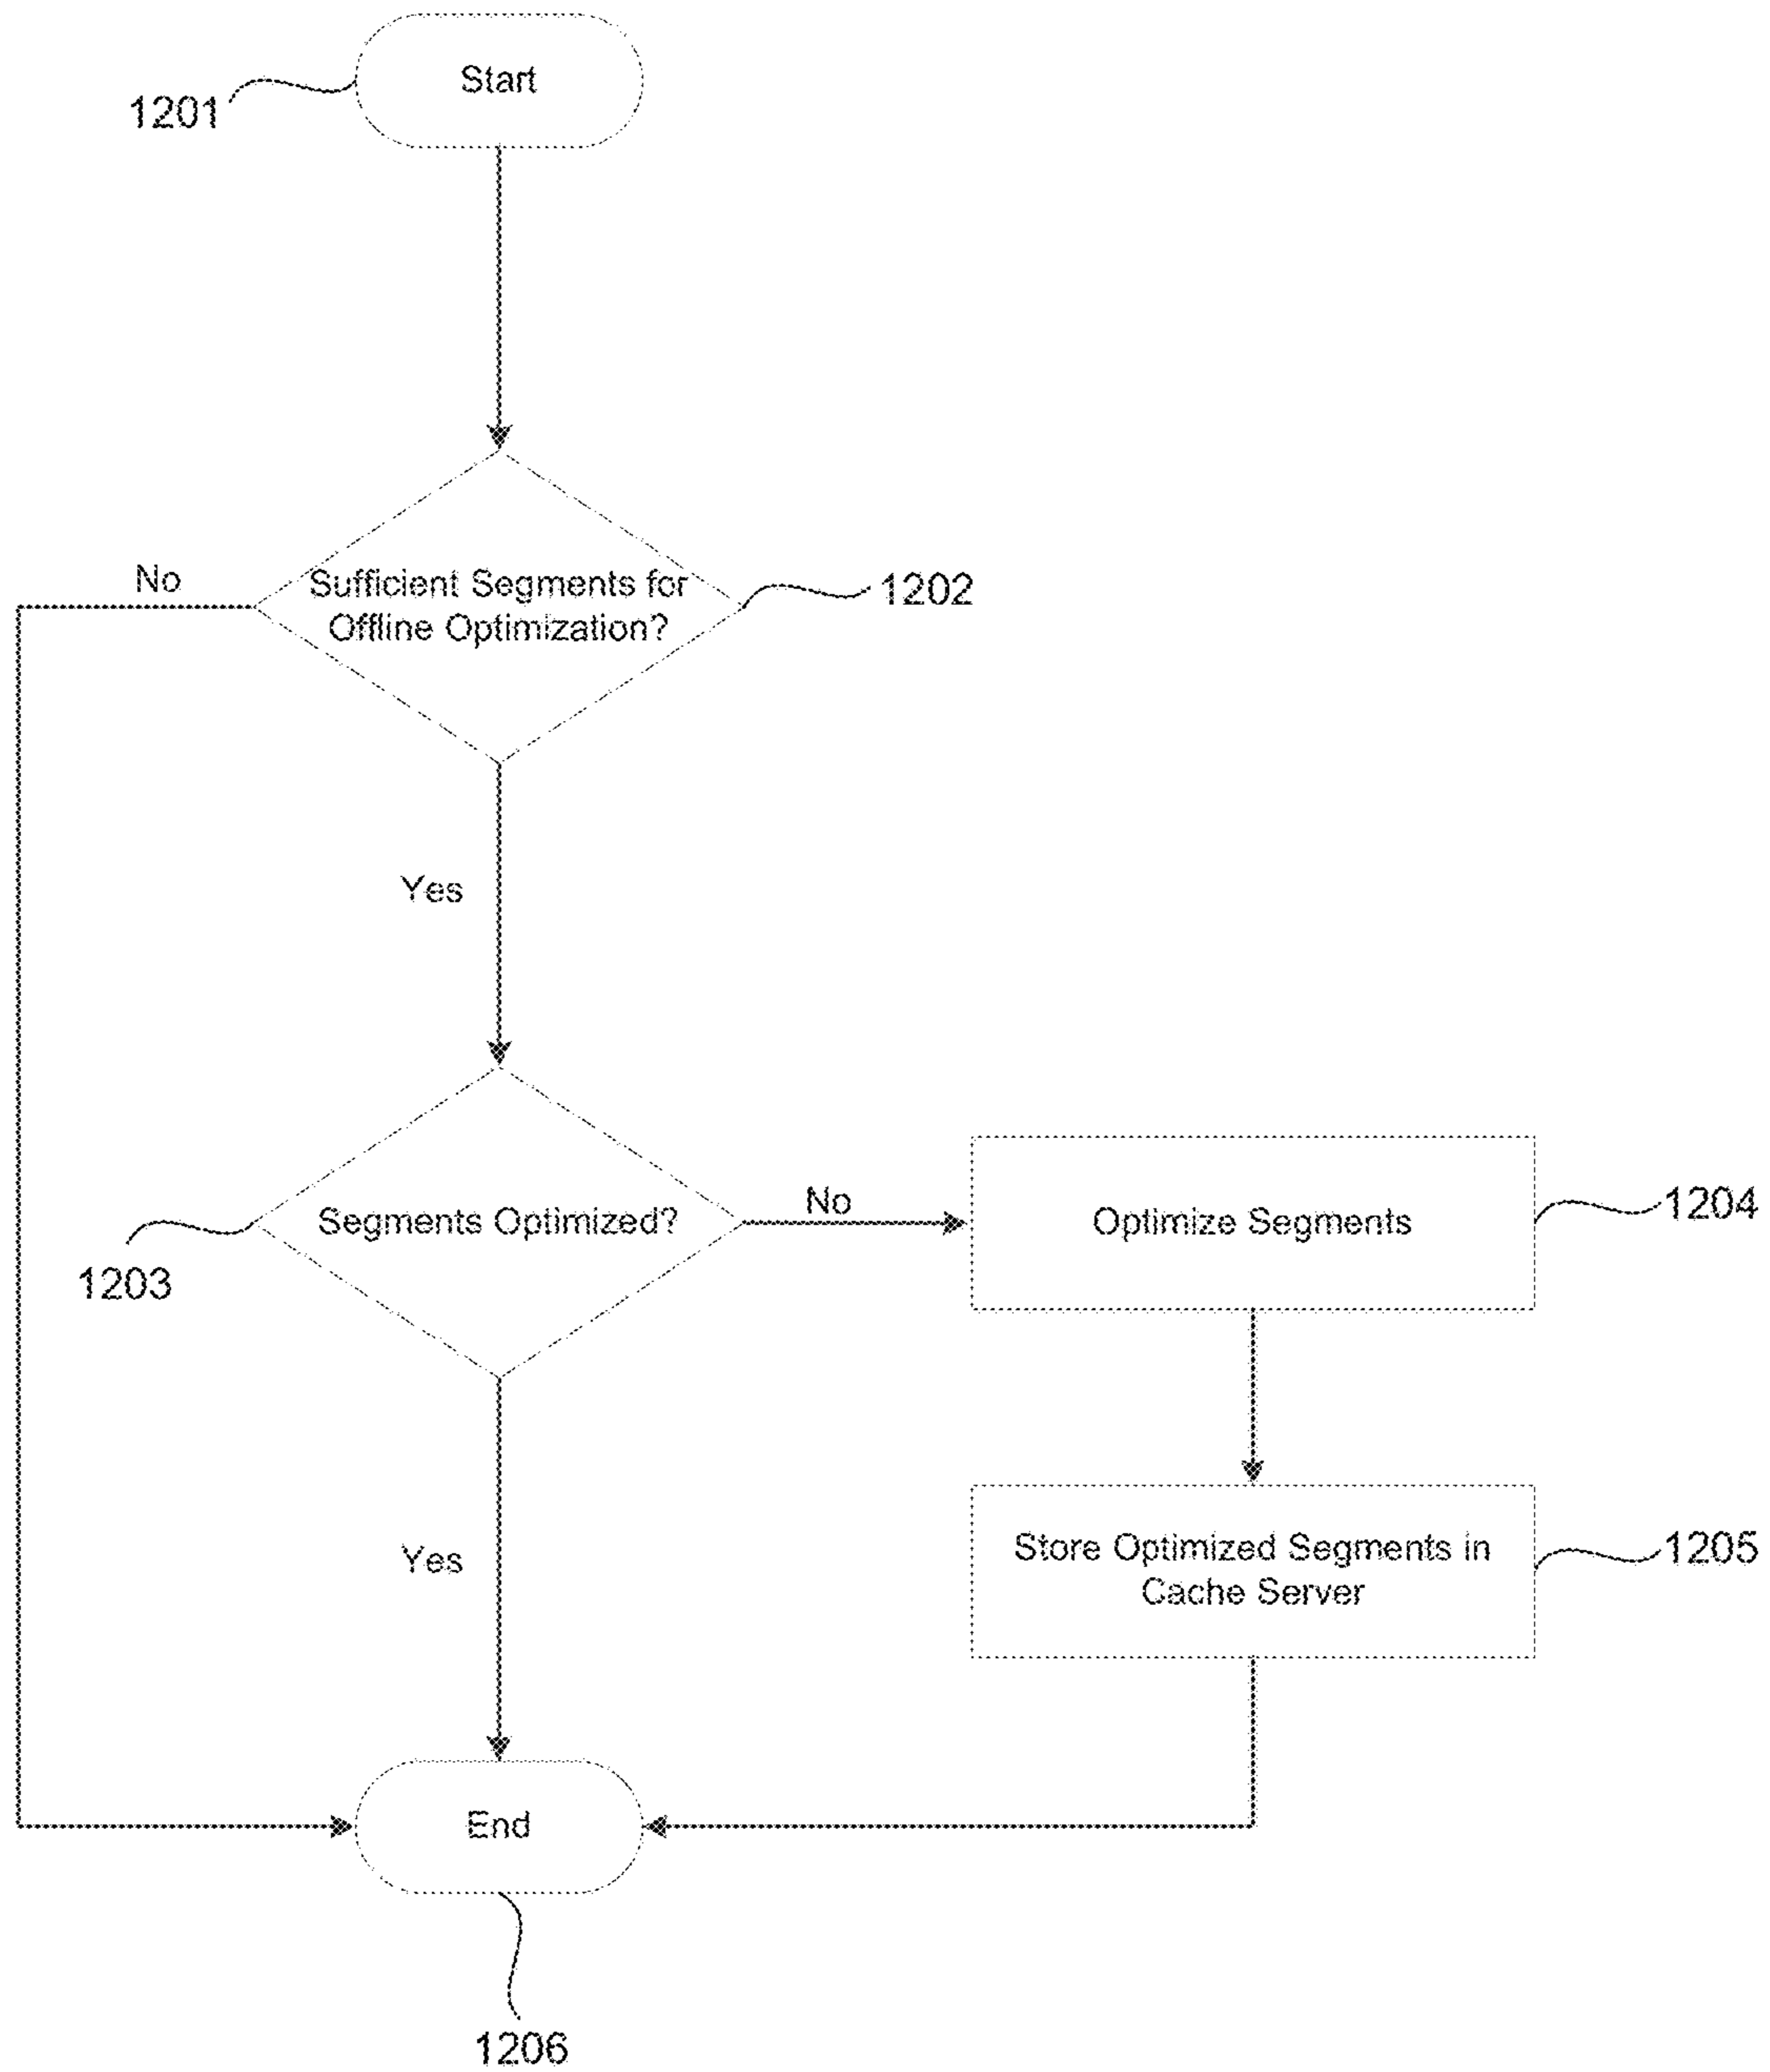 Start
1201
No
Sufficient Segments for
Offline Optimization?
1202
Yes
Segments Optimized?
1203
No
Optimize Segments
1204
Yes
Store Optimized Segments in
Cache Server
1205
End
1206